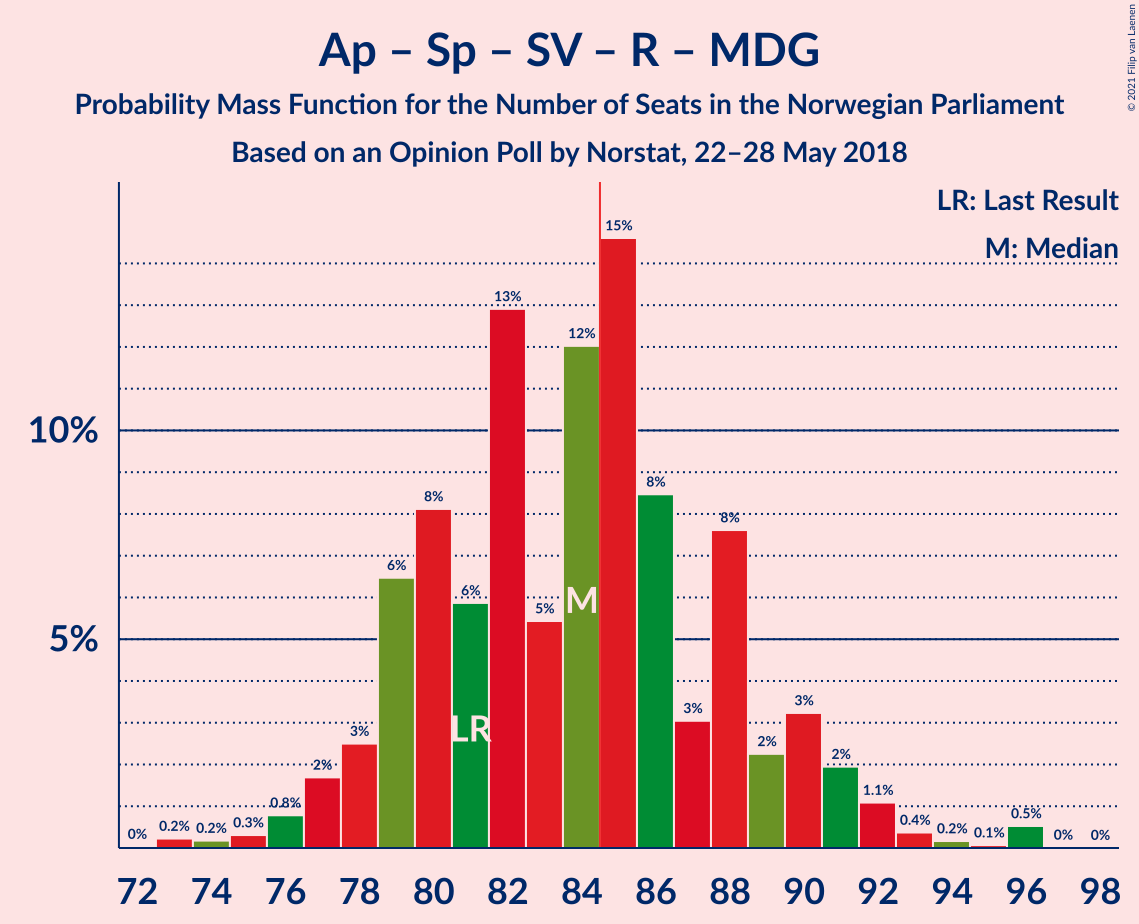 Ap – Sp – SV – R – MDG
Probability Mass Function for the Number of Seats in the Norwegian Parliament
Based on an Opinion Poll by Norstat, 22–28 May 2018
© 2021 Filip van Laenen
LR: Last Result
M: Median
10%
5%
0% 0.2% 0.2% 0.3% 0.8% 2% 3% 6% 8% 6% 13% 5% 12% 15% 8% 3% 8% 2% 3% 2% 1.1% 0.4% 0.2% 0.1% 0.5% 0% 0%
LR
M
72 74 76 78 80 82 84 86 88 90 92 94 96 98